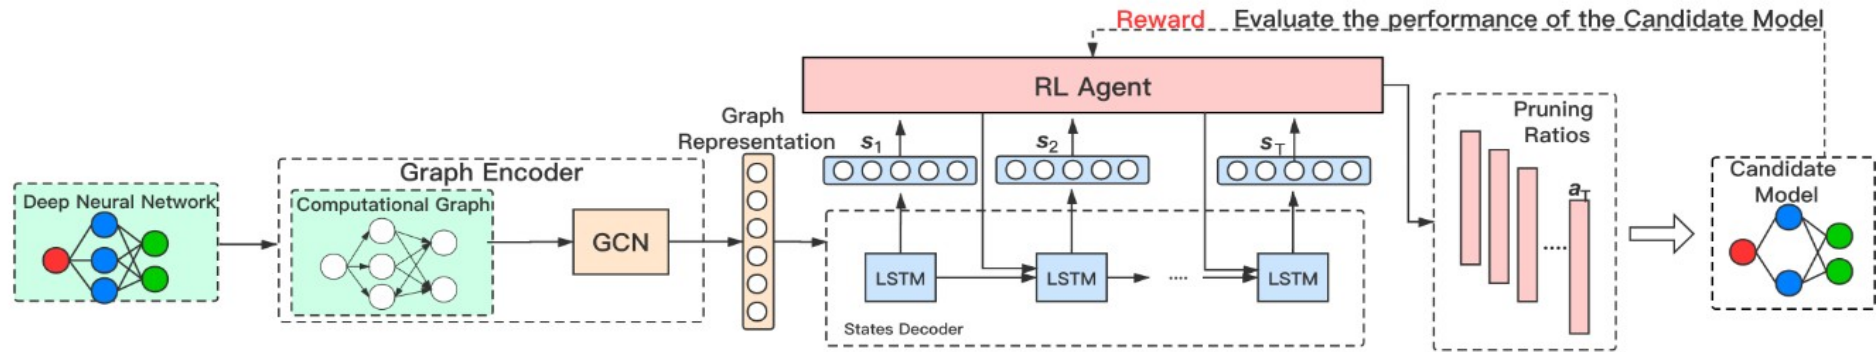 Reward Evaluate the performance of the Candidate Model
RL Agent
Graph
Representation
s1
s2
sT
Pruning
Ratios
aT
....
Candidate
Model
Graph Encoder
Deep Neural Network
Computational Graph
GCN
LSTM
LSTM
....
LSTM
States Decoder